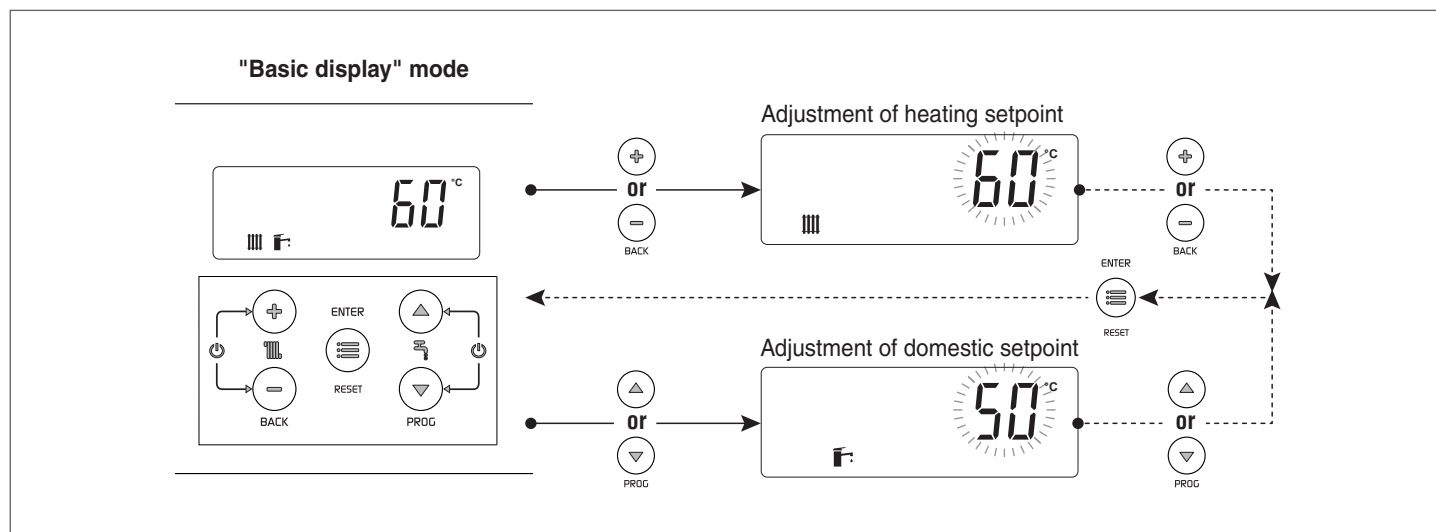 "Basic display" mode
60 °C
ENTER
RESET
BACK
PROG
or
BACK
Adjustment of heating setpoint
60 °C
or
BACK
ENTER
RESET
or
PROG
Adjustment of domestic setpoint
50 °C
or
PROG